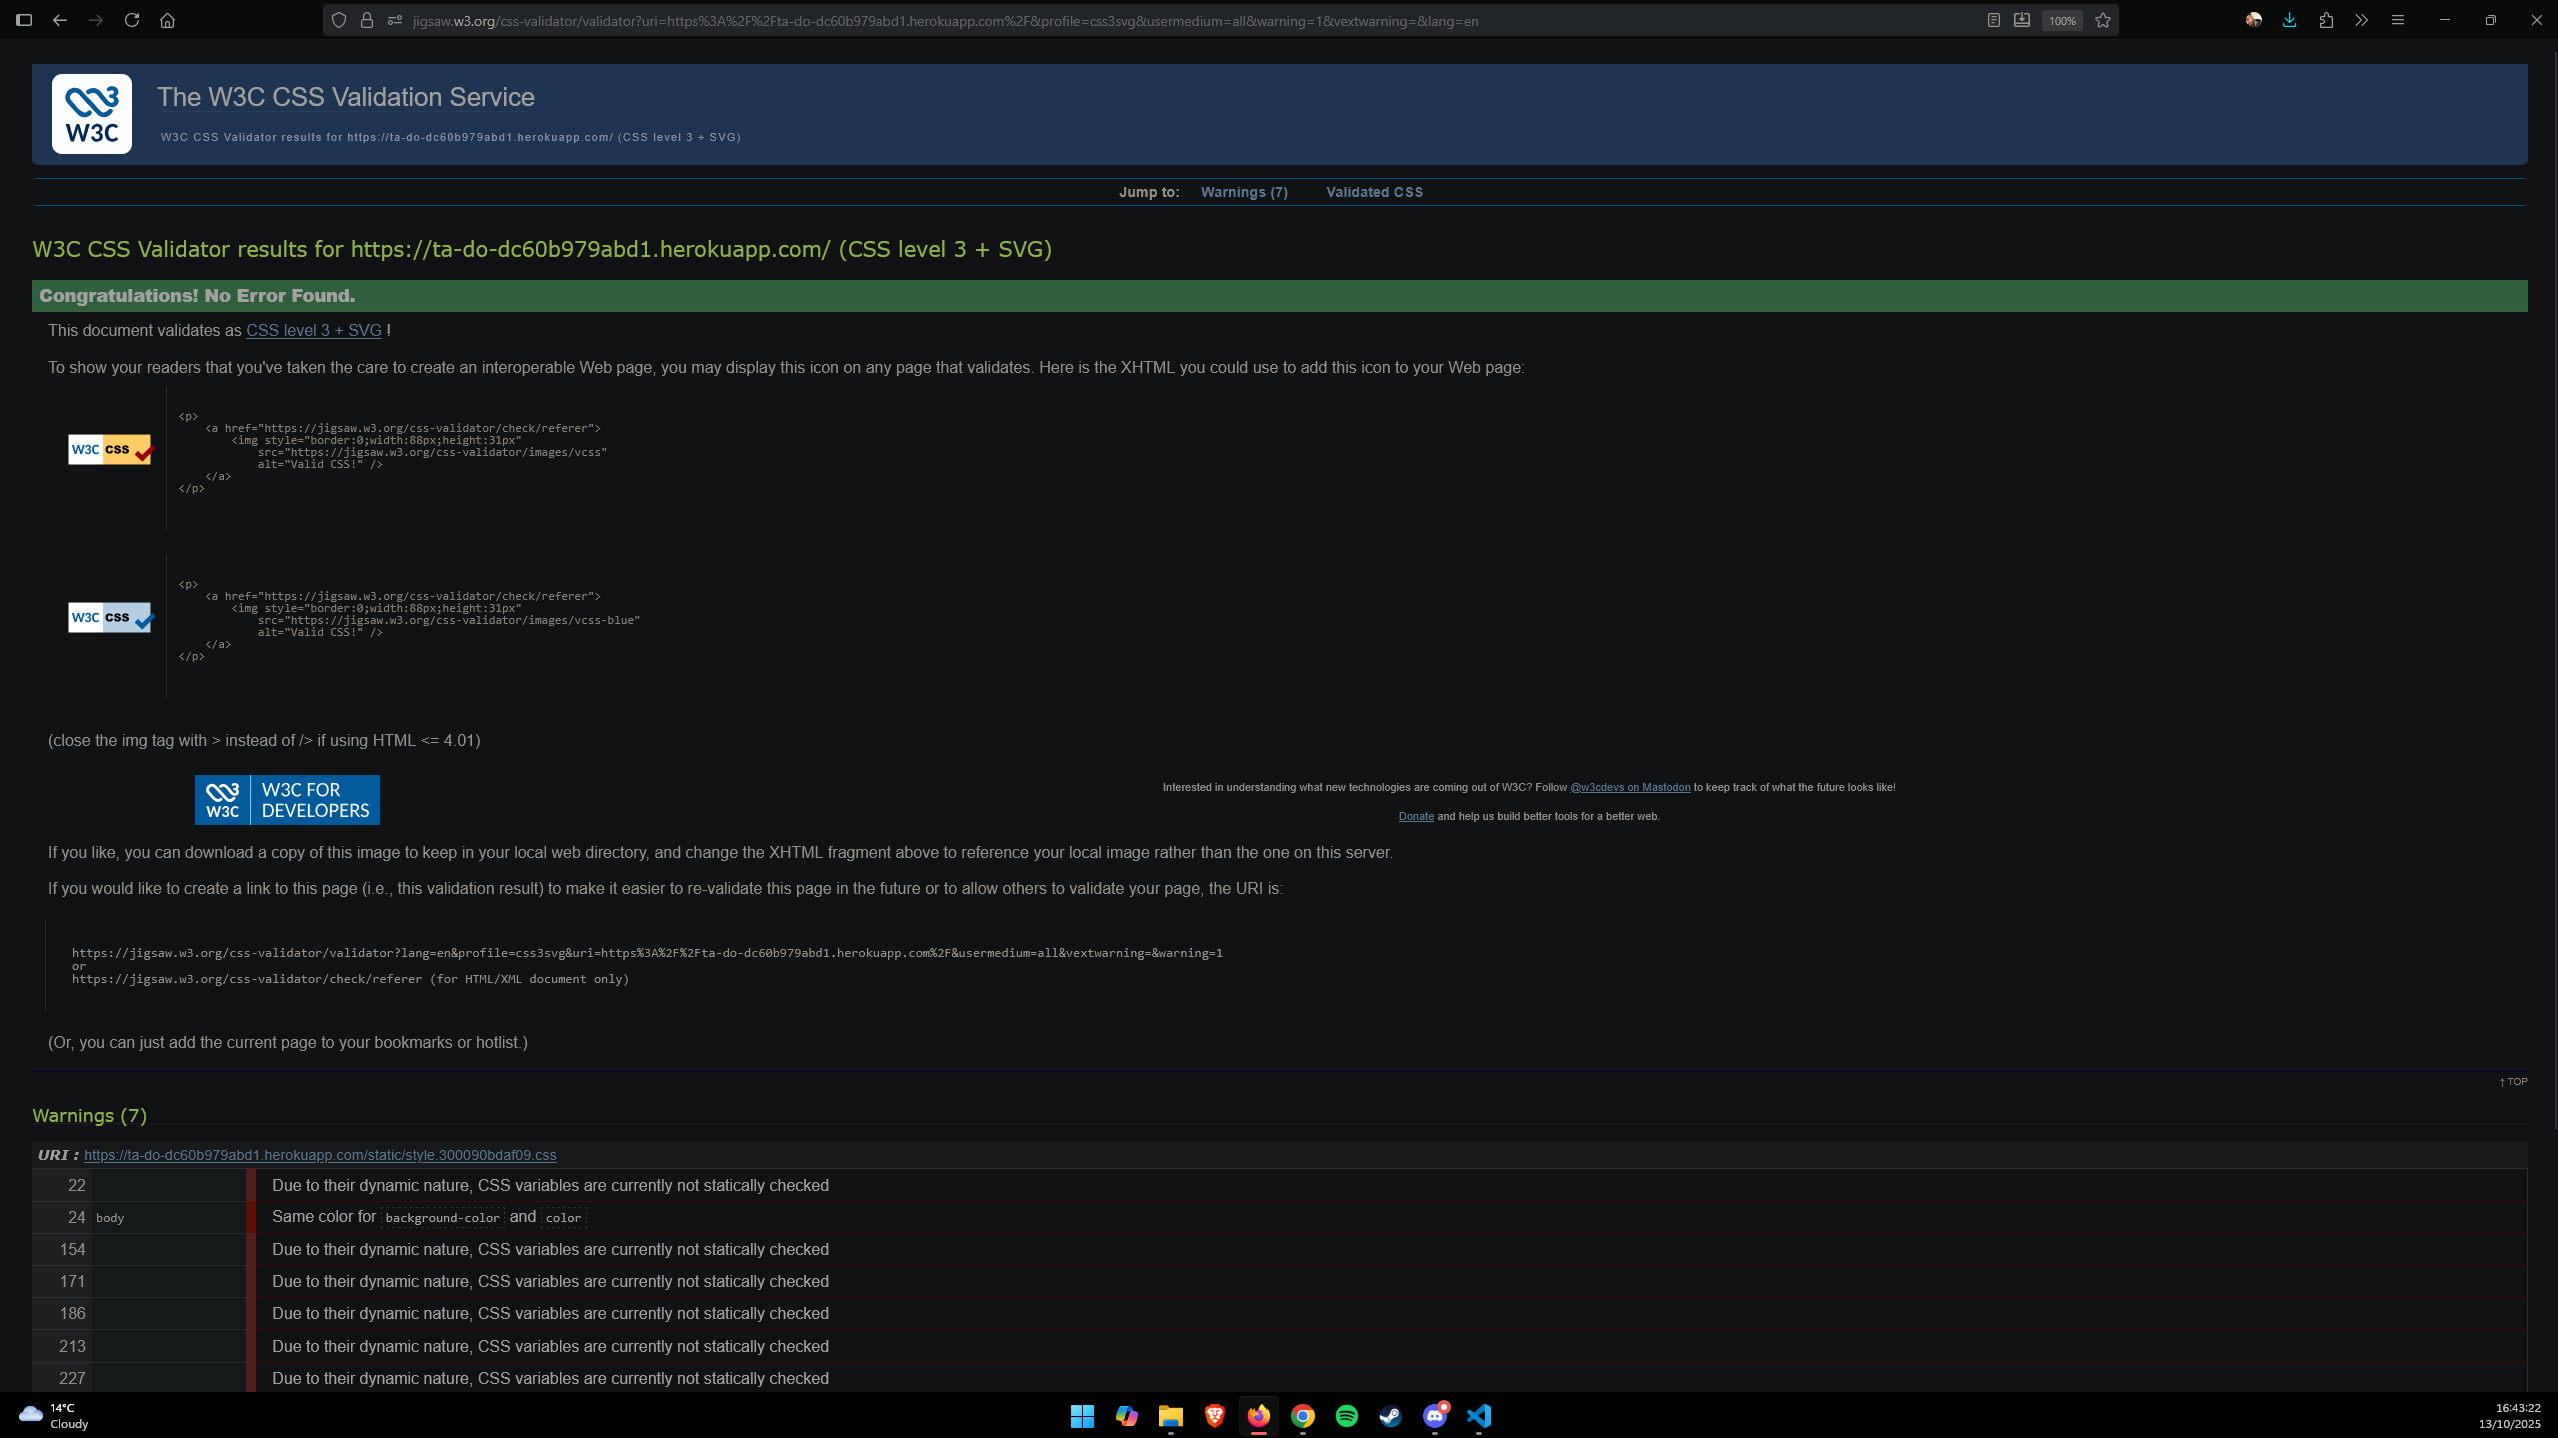 jigsaw.w3.org/css-validator/validator?uri=https%3A%2F%2Fta-do-dc60b979abd1.herokuapp.com%2F&profile=css3svg&usermedium=all&warning=1&vextwarning=&lang=en
100%
W3C
The W3C CSS Validation Service
W3C CSS Validator results for https://ta-do-dc60b979abd1.herokuapp.com/ (CSS level 3 + SVG)
Jump to: Warnings (7) Validated CSS
W3C CSS Validator results for https://ta-do-dc60b979abd1.herokuapp.com/ (CSS level 3 + SVG)
Congratulations! No Error Found.
This document validates as CSS level 3 + SVG !
To show your readers that you've taken the care to create an interoperable Web page, you may display this icon on any page that validates. Here is the XHTML you could use to add this icon to your Web page:
W3C css
<p>
<a href="https://jigsaw.w3.org/css-validator/check/referer">
<img style="border:0;width:88px;height:31px"
src="https://jigsaw.w3.org/css-validator/images/vcss"
alt="Valid CSS!" />
</a>
</p>
W3C css
<p>
<a href="https://jigsaw.w3.org/css-validator/check/referer">
<img style="border:0;width:88px;height:31px"
src="https://jigsaw.w3.org/css-validator/images/vcss-blue"
alt="Valid CSS!" />
</a>
</p>
(close the img tag with > instead of /> if using HTML <= 4.01)
W3C
W3C FOR
DEVELOPERS
Interested in understanding what new technologies are coming out of W3C? Follow @w3cdevs on Mastodon to keep track of what the future looks like!
Donate and help us build better tools for a better web.
If you like, you can download a copy of this image to keep in your local web directory, and change the XHTML fragment above to reference your local image rather than the one on this server.
If you would like to create a link to this page (i.e., this validation result) to make it easier to re-validate this page in the future or to allow others to validate your page, the URI is:
https://jigsaw.w3.org/css-validator/validator?lang=en&profile=css3svg&uri=https%3A%2F%2Fta-do-dc60b979abd1.herokuapp.com%2F&usermedium=all&vextwarning=&warning=1
or
https://jigsaw.w3.org/css-validator/check/referer (for HTML/XML document only)
(Or, you can just add the current page to your bookmarks or hotlist.)
↑ TOP
Warnings (7)
URI : https://ta-do-dc60b979abd1.herokuapp.com/static/style.300090bdaf09.css
22 Due to their dynamic nature, CSS variables are currently not statically checked
24 body Same color for background-color and color
154 Due to their dynamic nature, CSS variables are currently not statically checked
171 Due to their dynamic nature, CSS variables are currently not statically checked
186 Due to their dynamic nature, CSS variables are currently not statically checked
213 Due to their dynamic nature, CSS variables are currently not statically checked
227 Due to their dynamic nature, CSS variables are currently not statically checked
14°C
Cloudy
16:43:22
13/10/2025